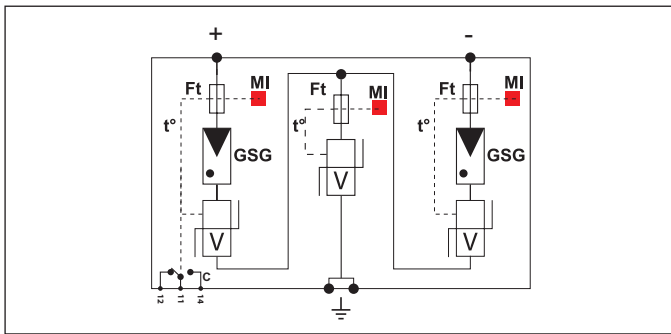 + -
Ft MI Ft MI Ft MI
t° t° t°
GSG GSG
V V V
C
12 11 14